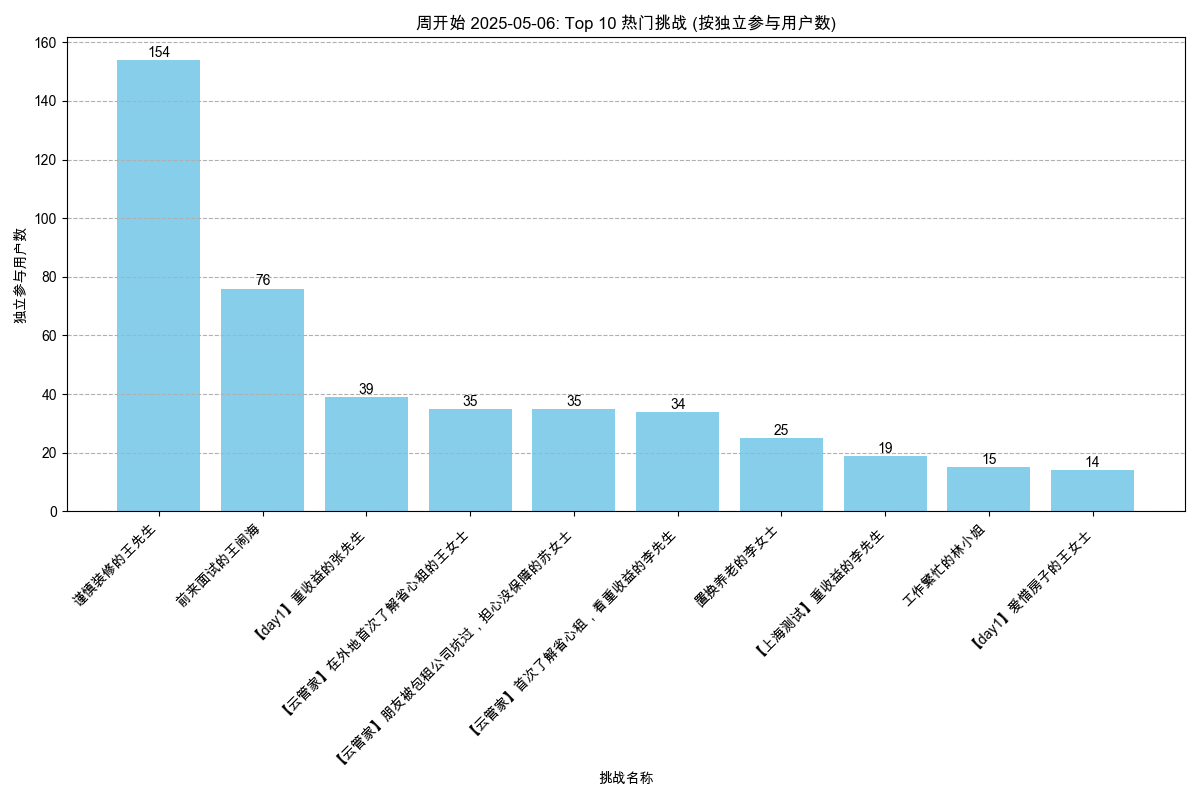 周开始 2025-05-06: Top 10 热门挑战 (按独立参与用户数)
独立参与用户数
160
140
120
100
80
60
40
20
0
154
76
39
35
35
34
25
19
15
14
谨慎装修的王先生
前来面试的王闹海
【day1】重收益的张先生
【云管家】在外地首次了解省心租的王女士
【云管家】朋友被包租公司坑过，担心没保障的苏女士
【云管家】首次了解省心租，看重收益的李先生
置换养老的李女士
【上海测试】重收益的李先生
工作繁忙的林小姐
【day1】爱惜房子的王女士
挑战名称